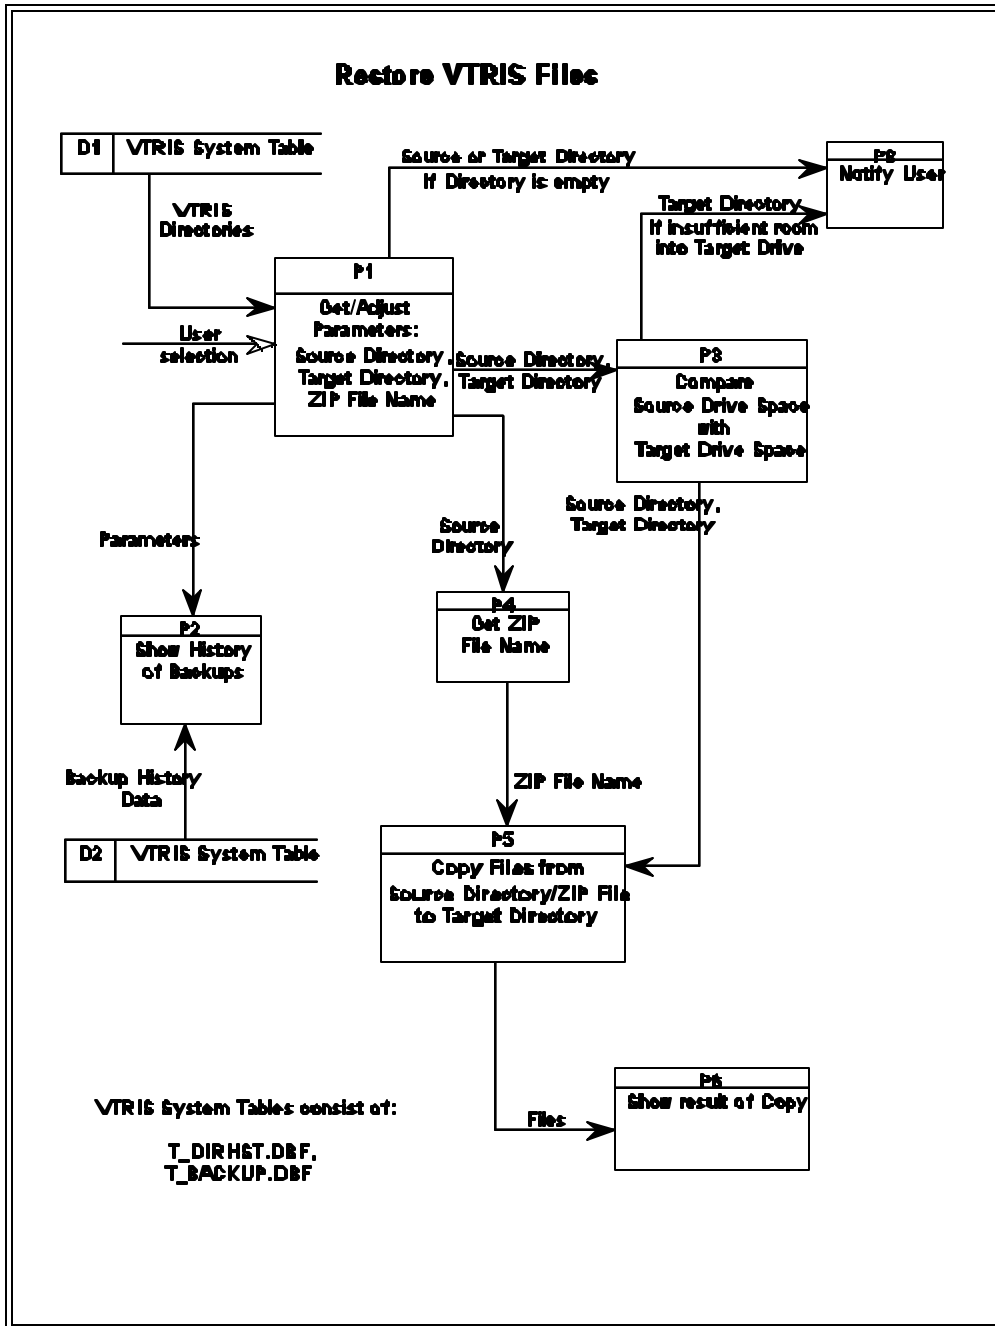 Restore VTRIS Files
D1 VTRIS System Table
Source or Target Directory
If Directory is empty
P2
Notify User
VTRIS
Directories
Target Directory
If insufficient room
into Target Drive
P1
Get/Adjust
Parameters:
Source Directory,
Target Directory,
ZIP File Name
User
selection
Source Directory,
Target Directory
P3
Compare
Source Drive Space
with
Target Drive Space
Source Directory,
Target Directory
Parameters
Source
Directory
P2
Show History
of Backups
P4
Get ZIP
File Name
Backup History
Data
ZIP File Name
D2 VTRIS System Table
P5
Copy Files from
Source Directory/ZIP File
to Target Directory
P6
Show result of Copy
Files
VTRIS System Tables consist of:
T_DIRHST.DBF,
T_BACKUP.DBF